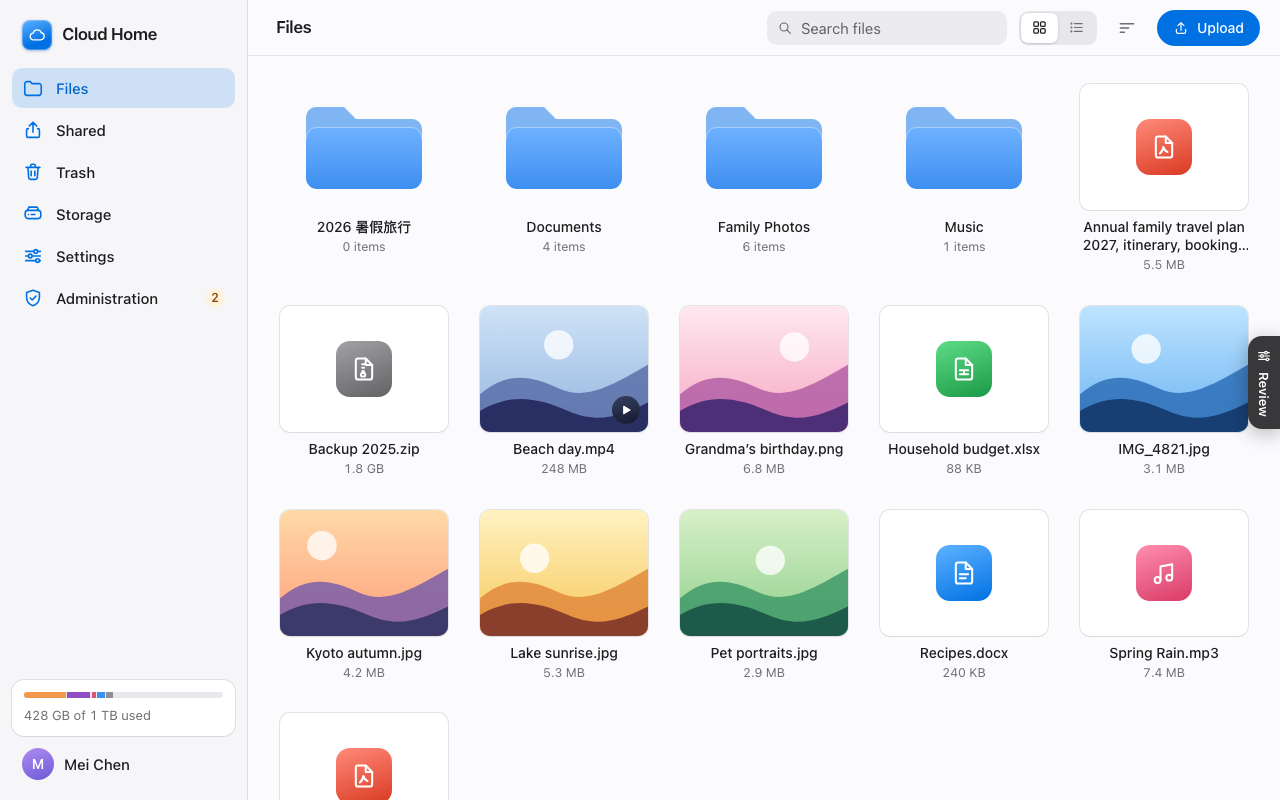 Cloud Home
Files
Shared
Trash
Storage
Settings
Administration 2
428 GB of 1 TB used
M Mei Chen
Files
Search files
Upload
2026 暑假旅行
0 items
Documents
4 items
Family Photos
6 items
Music
1 items
Annual family travel plan
2027, itinerary, booking...
5.5 MB
Backup 2025.zip
1.8 GB
Beach day.mp4
248 MB
Grandma’s birthday.png
6.8 MB
Household budget.xlsx
88 KB
IMG_4821.jpg
3.1 MB
Kyoto autumn.jpg
4.2 MB
Lake sunrise.jpg
5.3 MB
Pet portraits.jpg
2.9 MB
Recipes.docx
240 KB
Spring Rain.mp3
7.4 MB
Review